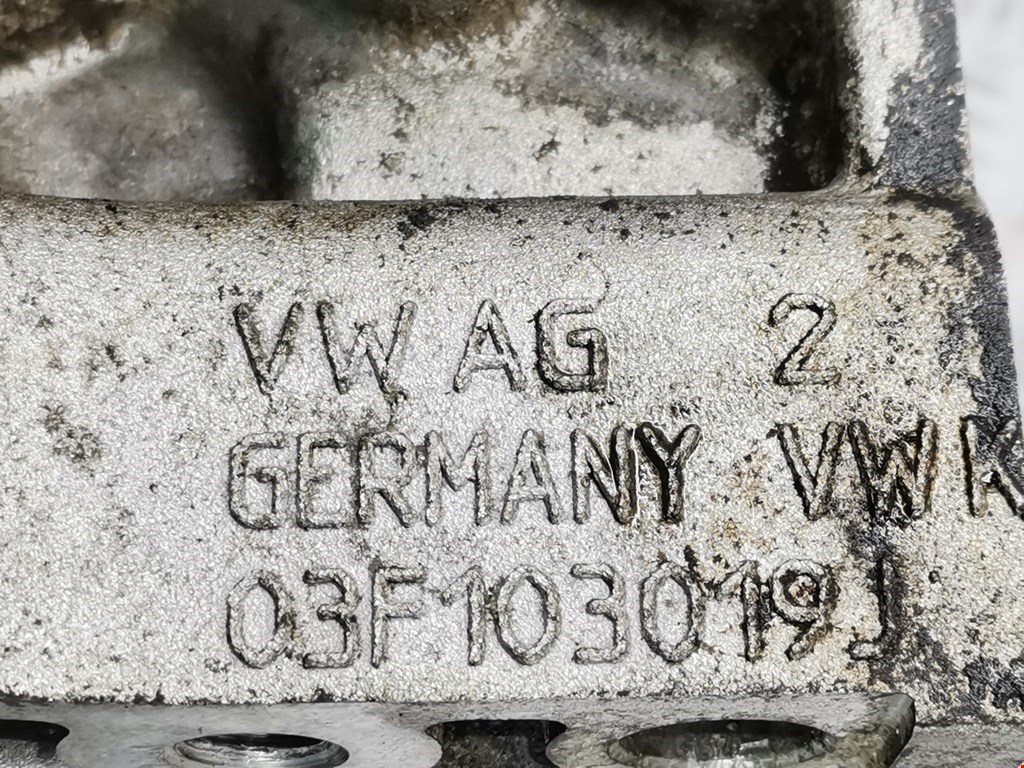 VW AG 2
GERMANY VWK
03F103019J